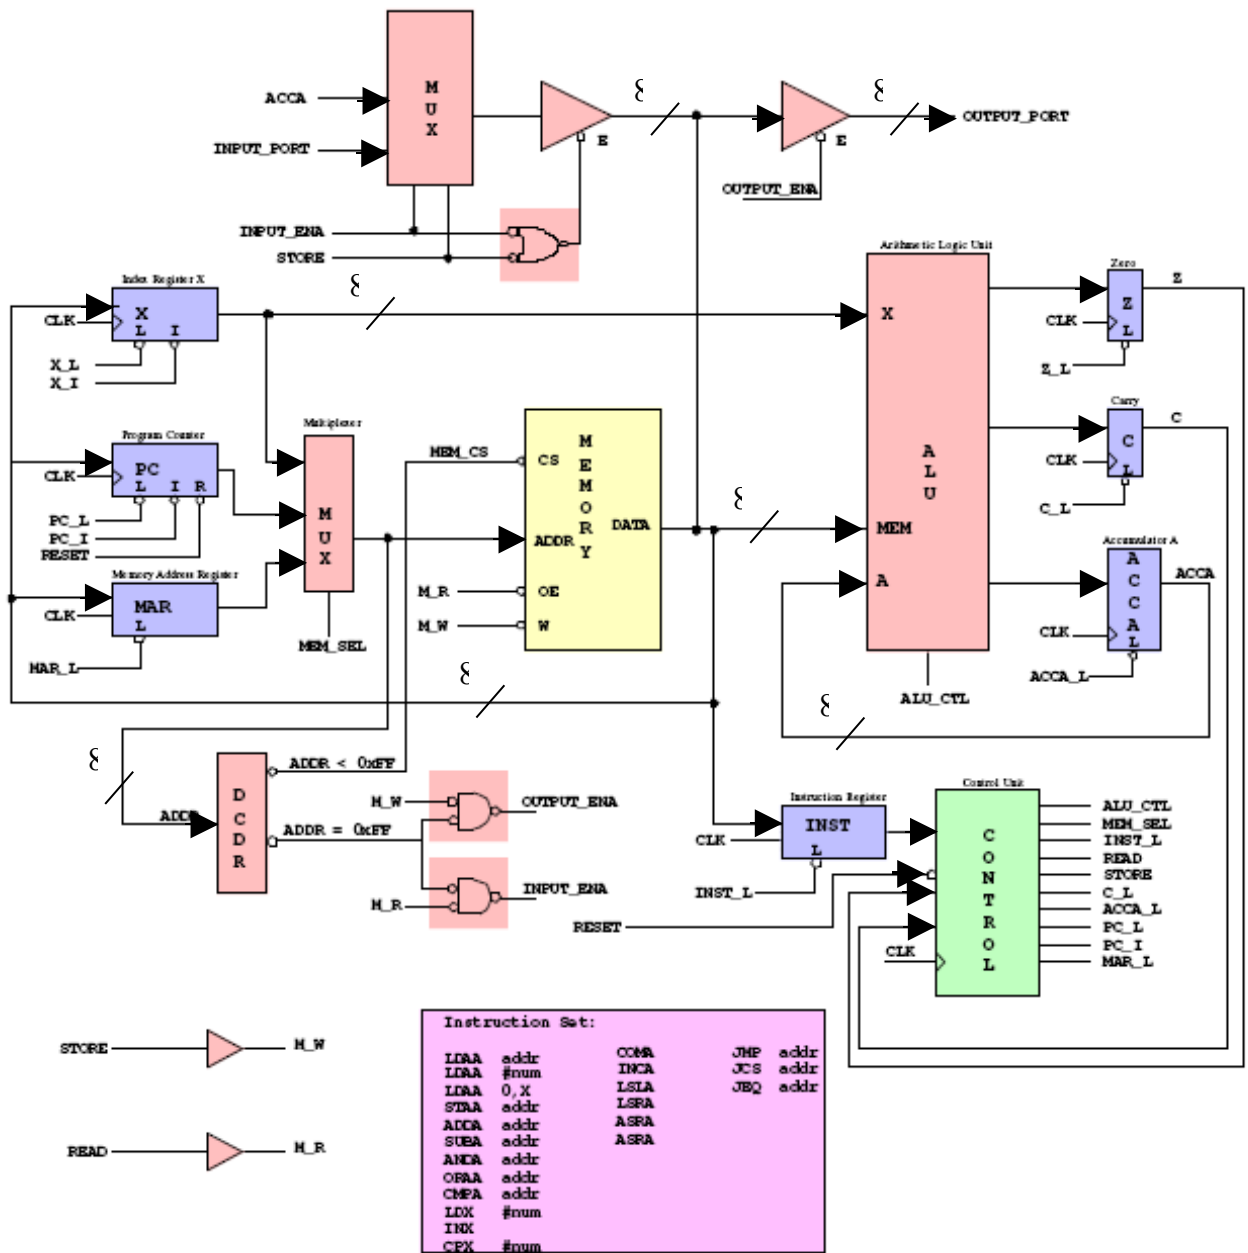 M
U
X
ACCA
INPUT_PORT
8
8
E
E
OUTPUT_PORT
OUTPUT_ENA
INPUT_ENA
STORE
Index Register X
X
L I
CLK
X_L
X_I
8
Arithmetic Logic Unit
X
A
L
U
MEM
A
ALU_CTL
Zero
Z
L
CLK
Z_L
Z
Carry
C
L
CLK
C_L
C
Accumulator A
A
C
C
A L
CLK
ACCA_L
ACCA
Program Counter
PC
L I R
CLK
PC_L
PC_I
RESET
Memory Address Register
MAR
L
CLK
MAR_L
Multiplexer
M
U
X
MEM_SEL
MEM_CS
M
E
M
O
R
Y
CS
ADDR
DATA
OE
W
M_R
M_W
8
8
8
8
ADDR
D
C
D
R
ADDR < 0xFF
ADDR = 0xFF
M_W
OUTPUT_ENA
M_R
INPUT_ENA
Instruction Register
INST
L
CLK
INST_L
RESET
CLK
Control Unit
C
O
N
T
R
O
L
ALU_CTL
MEM_SEL
INST_L
READ
STORE
C_L
ACCA_L
PC_L
PC_I
MAR_L
STORE
M_W
READ
M_R
Instruction Set:
LDAA addr
LDAA #num
LDAA 0,X
STAA addr
ADDA addr
SUBA addr
ANDA addr
ORAA addr
CMPA addr
LDX #num
INX
CPX #num
COMA
INCA
LSLA
LSRA
ASRA
ASRA
JMP addr
JCS addr
JEQ addr